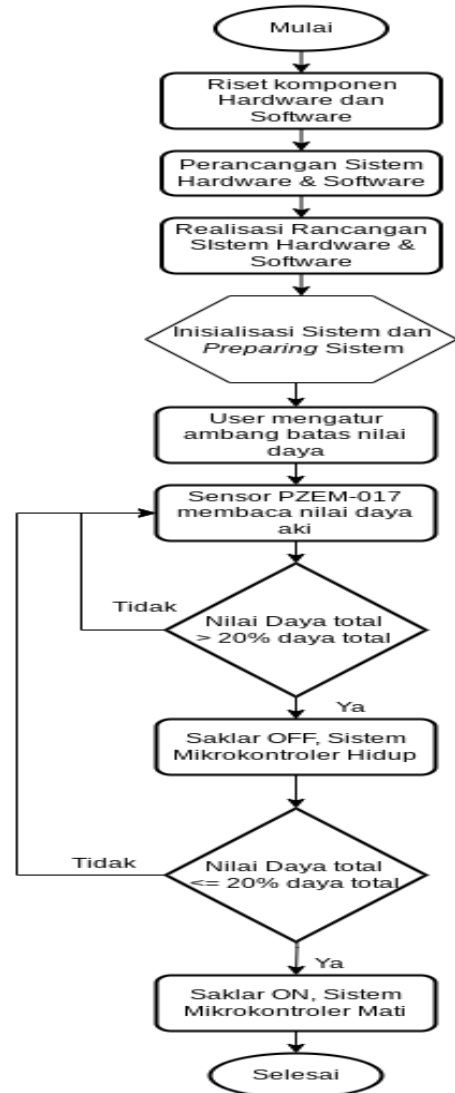 Mulai
Riset komponen
Hardware dan
Software
Perancangan Sistem
Hardware & Software
Realisasi Rancangan
SIstem Hardware &
Software
Inisialisasi Sistem dan
Preparing Sistem
User mengatur
ambang batas nilai
daya
Sensor PZEM-017
membaca nilai daya
aki
Tidak
Nilai Daya total
> 20% daya total
Ya
Saklar OFF, Sistem
Mikrokontroler Hidup
Tidak
Nilai Daya total
<= 20% daya total
Ya
Saklar ON, Sistem
Mikrokontroler Mati
Selesai